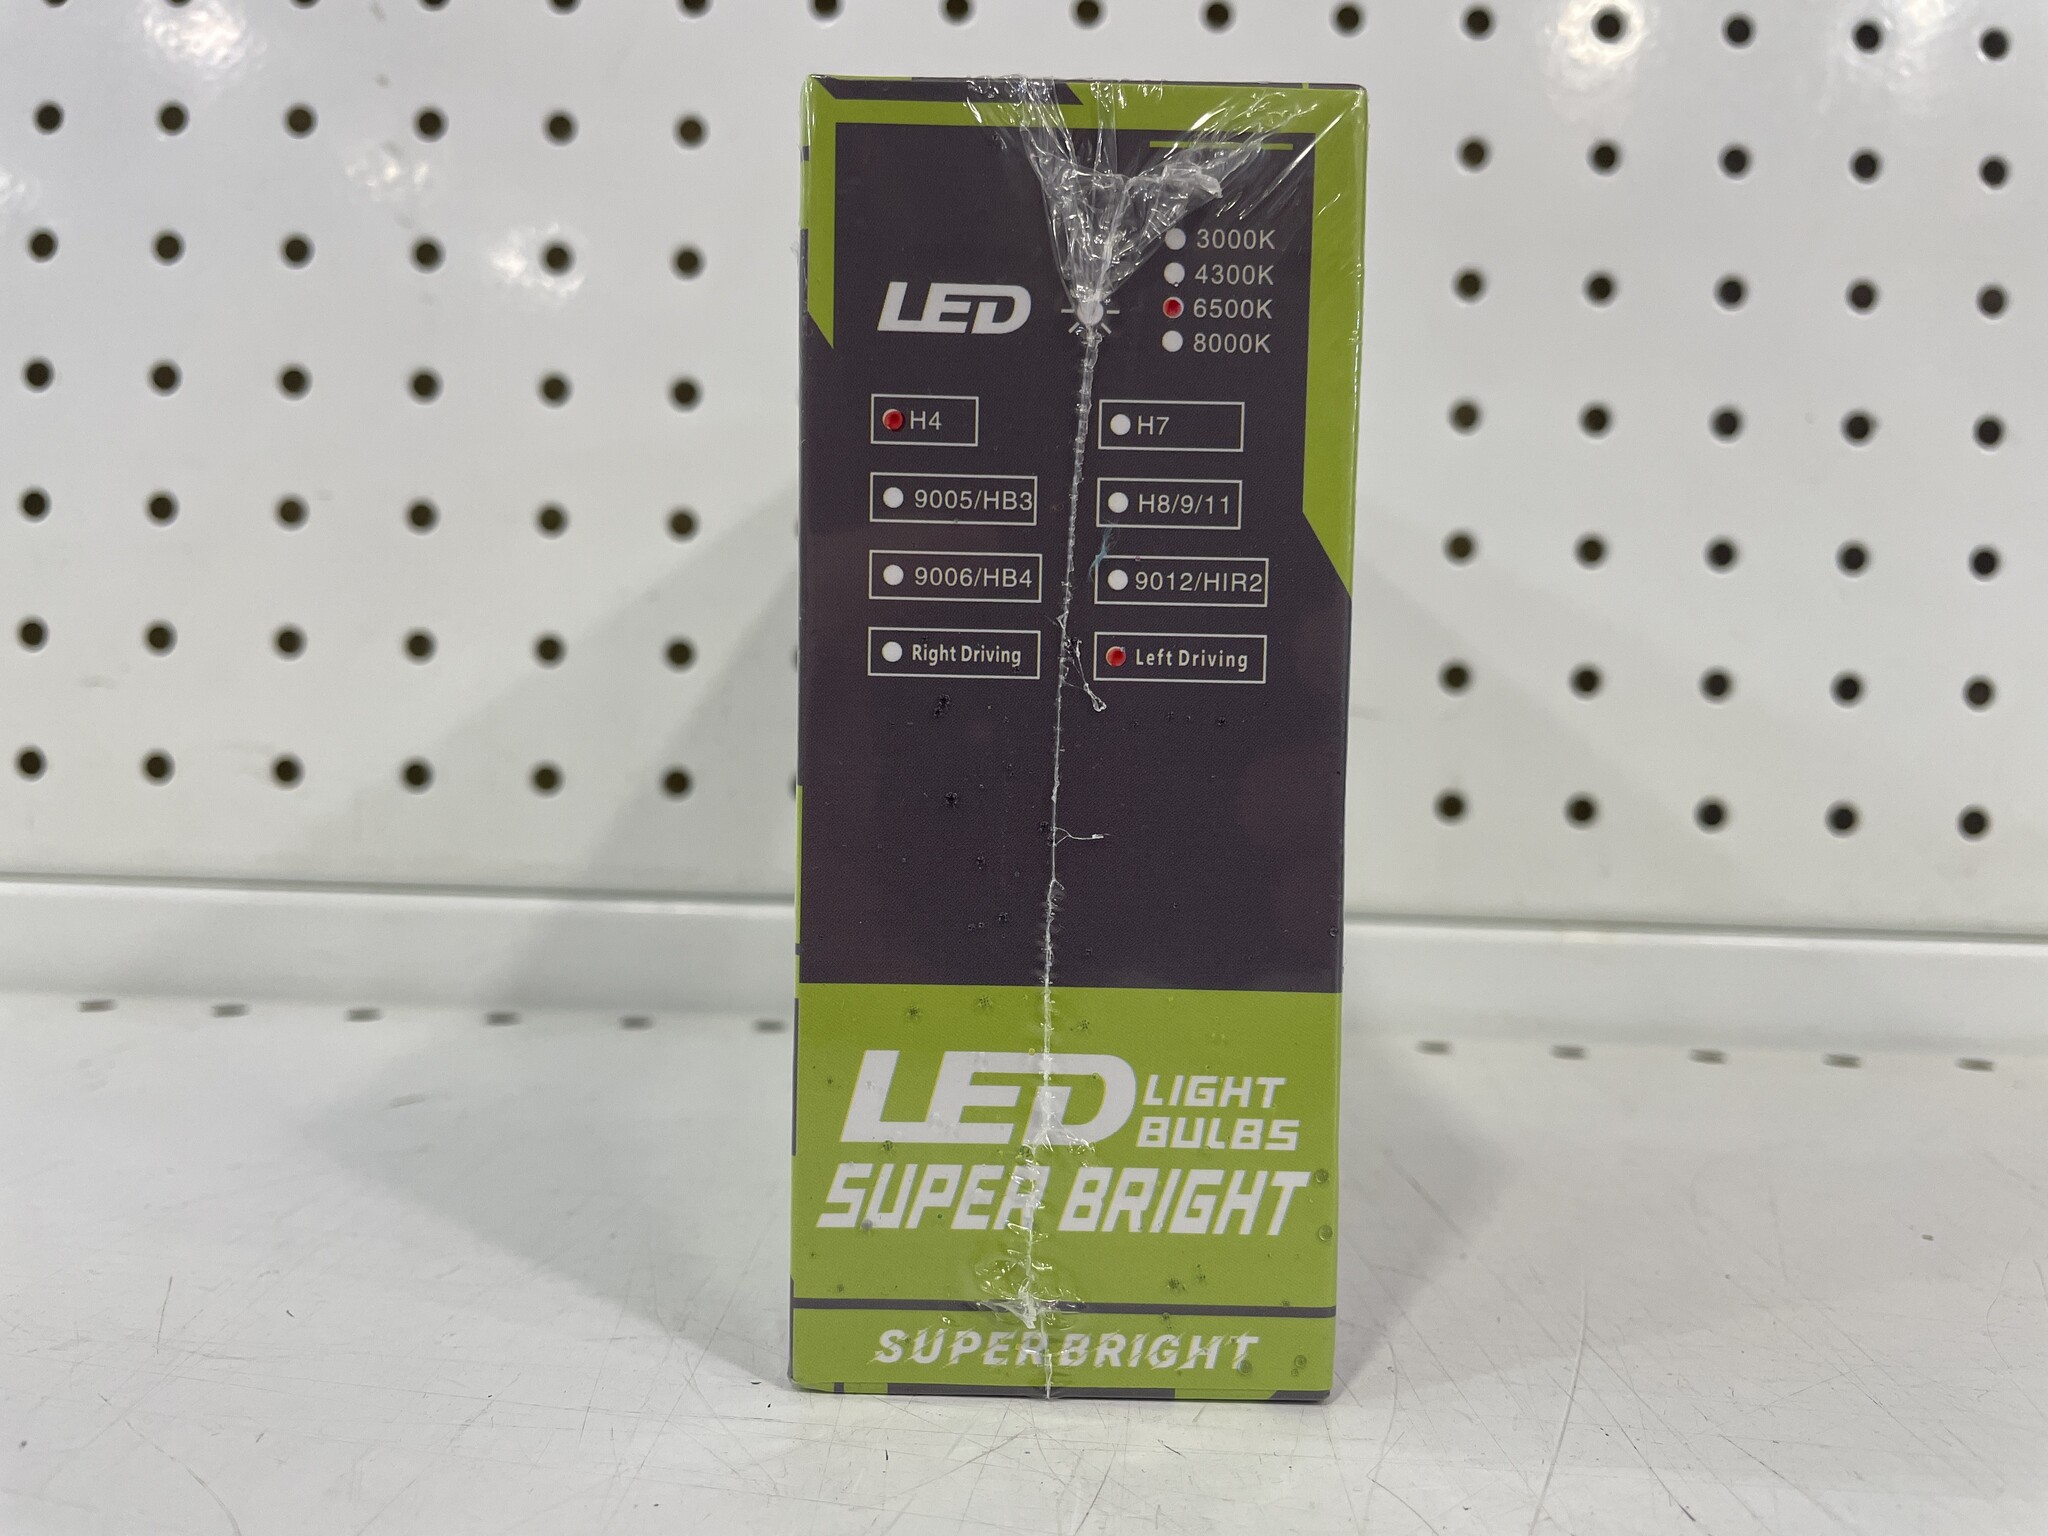 3000K
4300K
LED
6500K
8000K
H4
H7
9005/HB3
H8/9/11
9006/HB4
9012/HIR2
Right Driving
Left Driving
LED LIGHT
BULBS
SUPER BRIGHT
SUPER BRIGHT